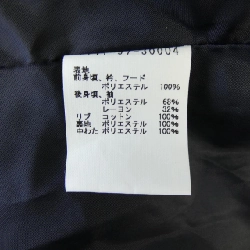 表地
前身頃、衿、フード
ポリエステル 100%
後身頃、袖
ポリエステル 68%
レーヨン 32%
リブ コットン 100%
裏地 ポリエステル 100%
中わた ポリエステル 100%